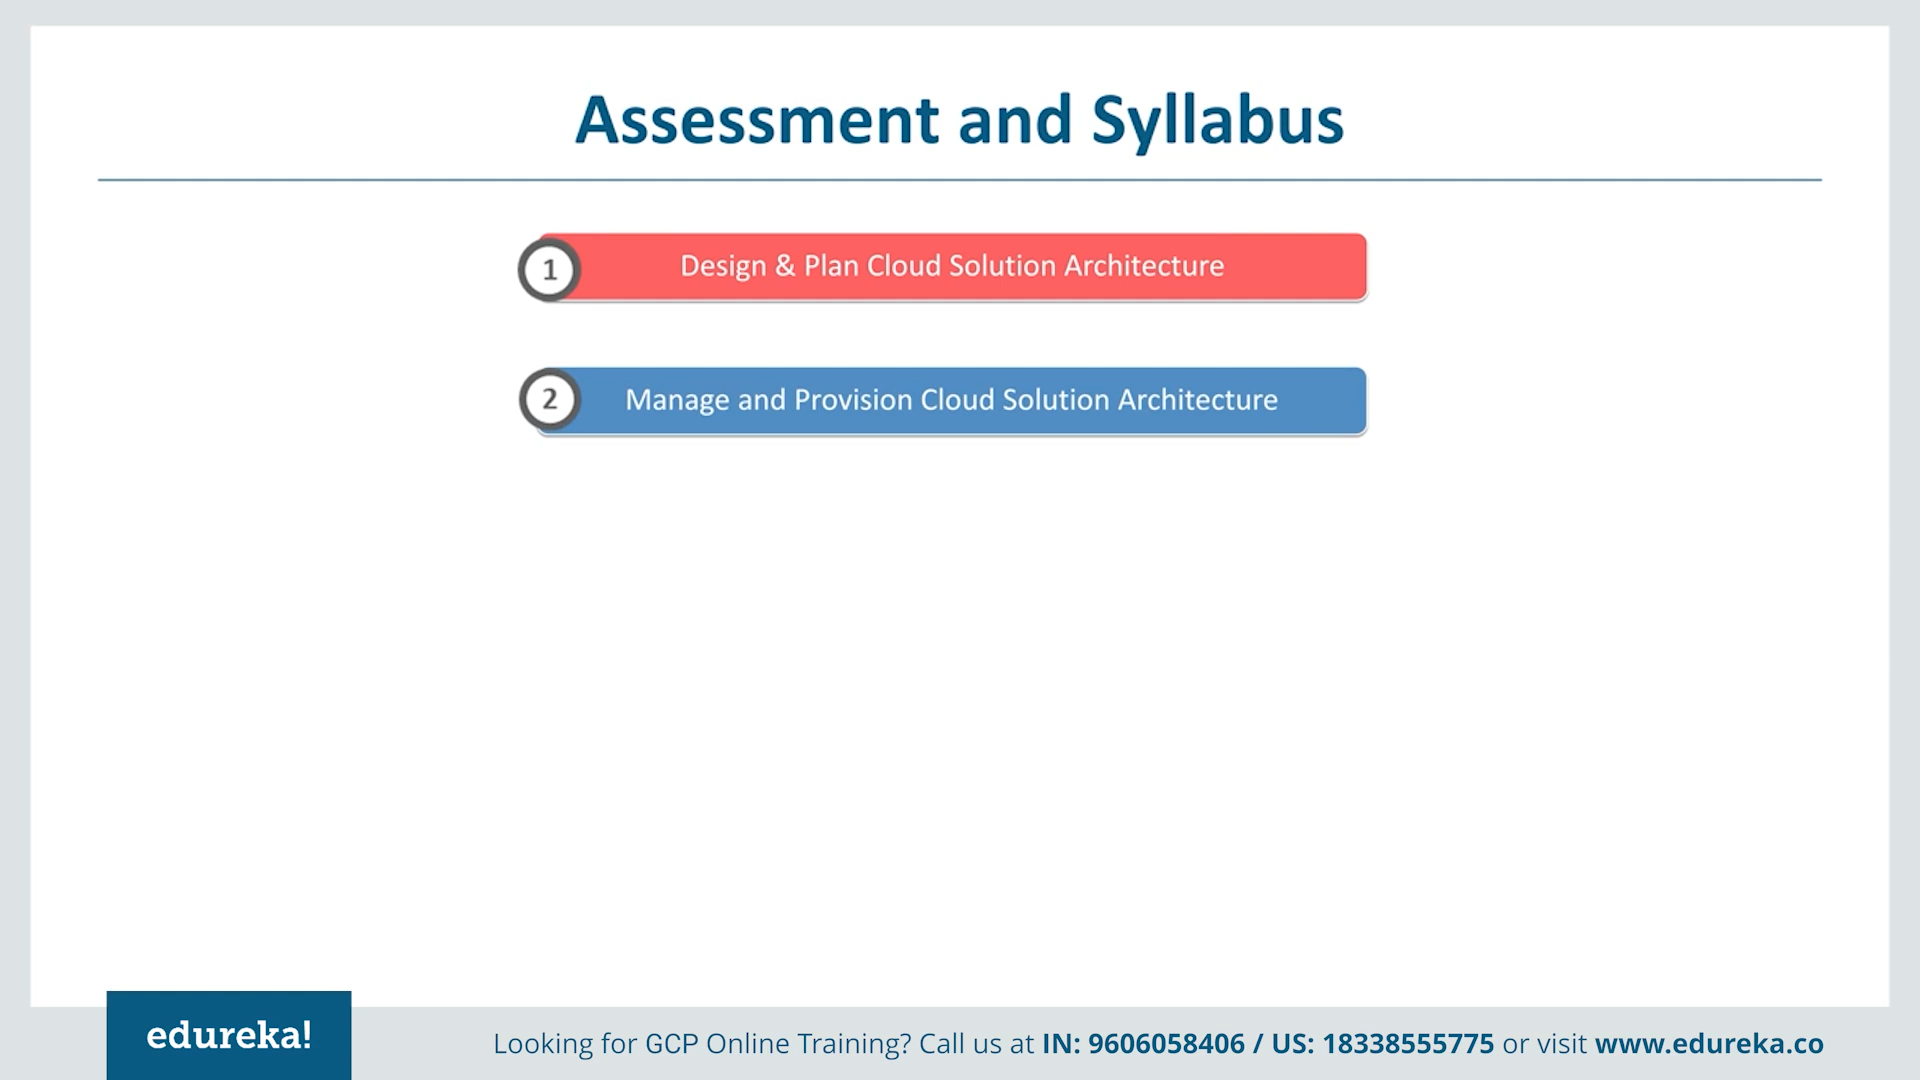 Assessment and Syllabus
1 Design & Plan Cloud Solution Architecture
2 Manage and Provision Cloud Solution Architecture
edureka!
Looking for GCP Online Training? Call us at IN: 9606058406 / US: 18338555775 or visit www.edureka.co